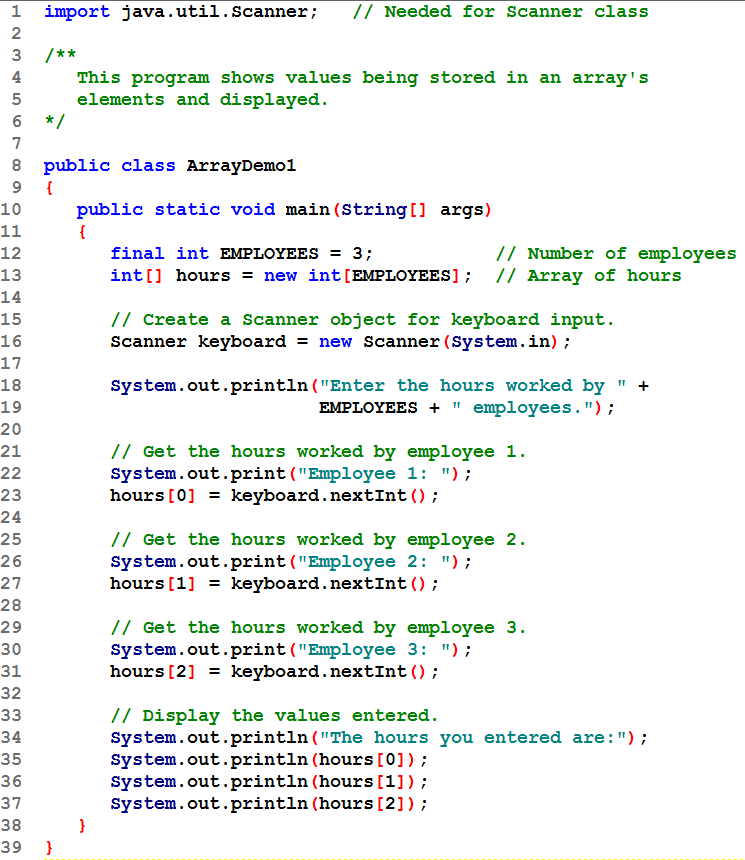 1 import java.util.Scanner;   // Needed for Scanner class
2
3 /**
4    This program shows values being stored in an array's
5    elements and displayed.
6 */
7
8 public class ArrayDemo1
9 {
10    public static void main(String[] args)
11    {
12       final int EMPLOYEES = 3;           // Number of employees
13       int[] hours = new int[EMPLOYEES];  // Array of hours
14
15       // Create a Scanner object for keyboard input.
16       Scanner keyboard = new Scanner(System.in);
17
18       System.out.println("Enter the hours worked by " +
19                          EMPLOYEES + " employees.");
20
21       // Get the hours worked by employee 1.
22       System.out.print("Employee 1: ");
23       hours[0] = keyboard.nextInt();
24
25       // Get the hours worked by employee 2.
26       System.out.print("Employee 2: ");
27       hours[1] = keyboard.nextInt();
28
29       // Get the hours worked by employee 3.
30       System.out.print("Employee 3: ");
31       hours[2] = keyboard.nextInt();
32
33       // Display the values entered.
34       System.out.println("The hours you entered are:");
35       System.out.println(hours[0]);
36       System.out.println(hours[1]);
37       System.out.println(hours[2]);
38    }
39 }